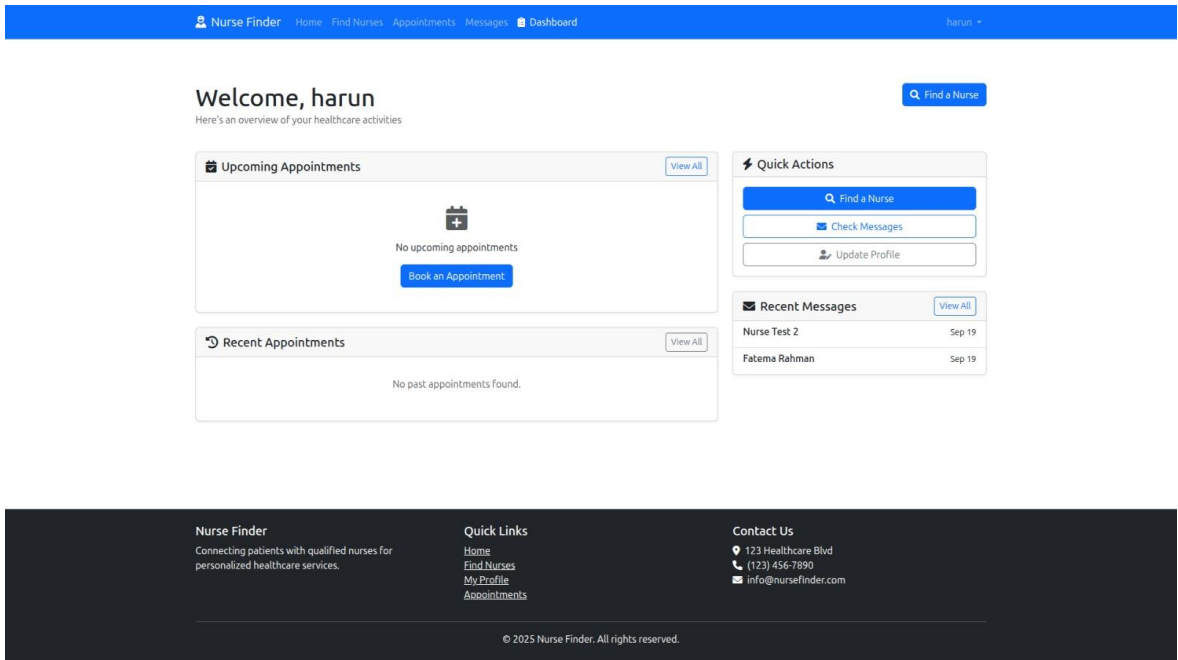 Nurse Finder Home Find Nurses Appointments Messages Dashboard harun
Welcome, harun
Here's an overview of your healthcare activities
Find a Nurse
Upcoming Appointments View All
No upcoming appointments
Book an Appointment
Recent Appointments View All
No past appointments found.
Quick Actions
Find a Nurse
Check Messages
Update Profile
Recent Messages View All
Nurse Test 2 Sep 19
Fatema Rahman Sep 19
Nurse Finder
Connecting patients with qualified nurses for
personalized healthcare services.
Quick Links
Home
Find Nurses
My Profile
Appointments
Contact Us
123 Healthcare Blvd
(123) 456-7890
info@nursefinder.com
© 2025 Nurse Finder. All rights reserved.